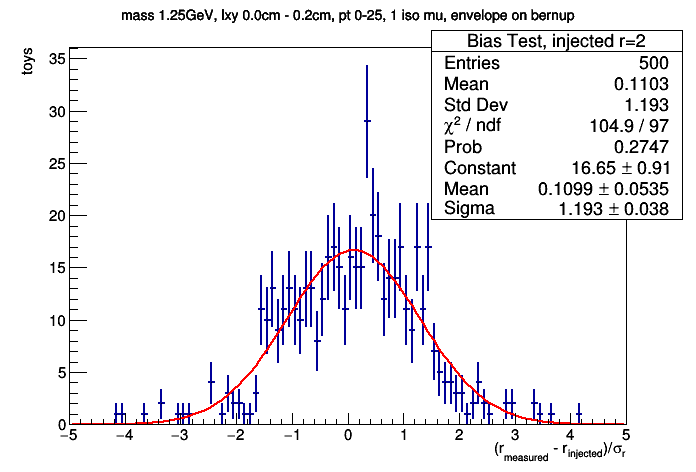 mass 1.25GeV, lxy 0.0cm - 0.2cm, pt 0-25, 1 iso mu, envelope on bernup
Bias Test, injected r=2
Entries 500
Mean 0.1103
Std Dev 1.193
χ² / ndf 104.9 / 97
Prob 0.2747
Constant 16.65 ± 0.91
Mean 0.1099 ± 0.0535
Sigma 1.193 ± 0.038
toys
35
30
25
20
15
10
5
0
−5 −4 −3 −2 −1 0 1 2 3 4 5
(r_measured - r_injected)/σ_r